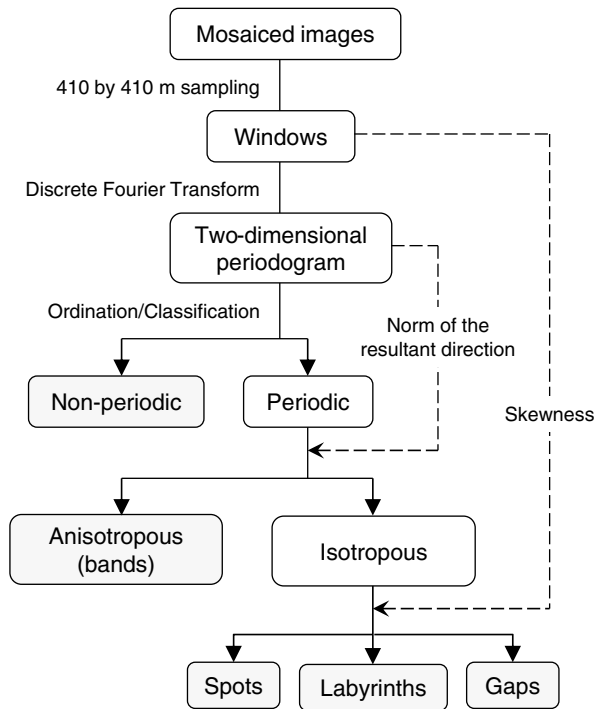 Mosaiced images
410 by 410 m sampling
Windows
Discrete Fourier Transform
Two-dimensional
periodogram
Ordination/Classification
Norm of the
resultant direction
Non-periodic
Periodic
Skewness
Anisotropous
(bands)
Isotropous
Spots
Labyrinths
Gaps